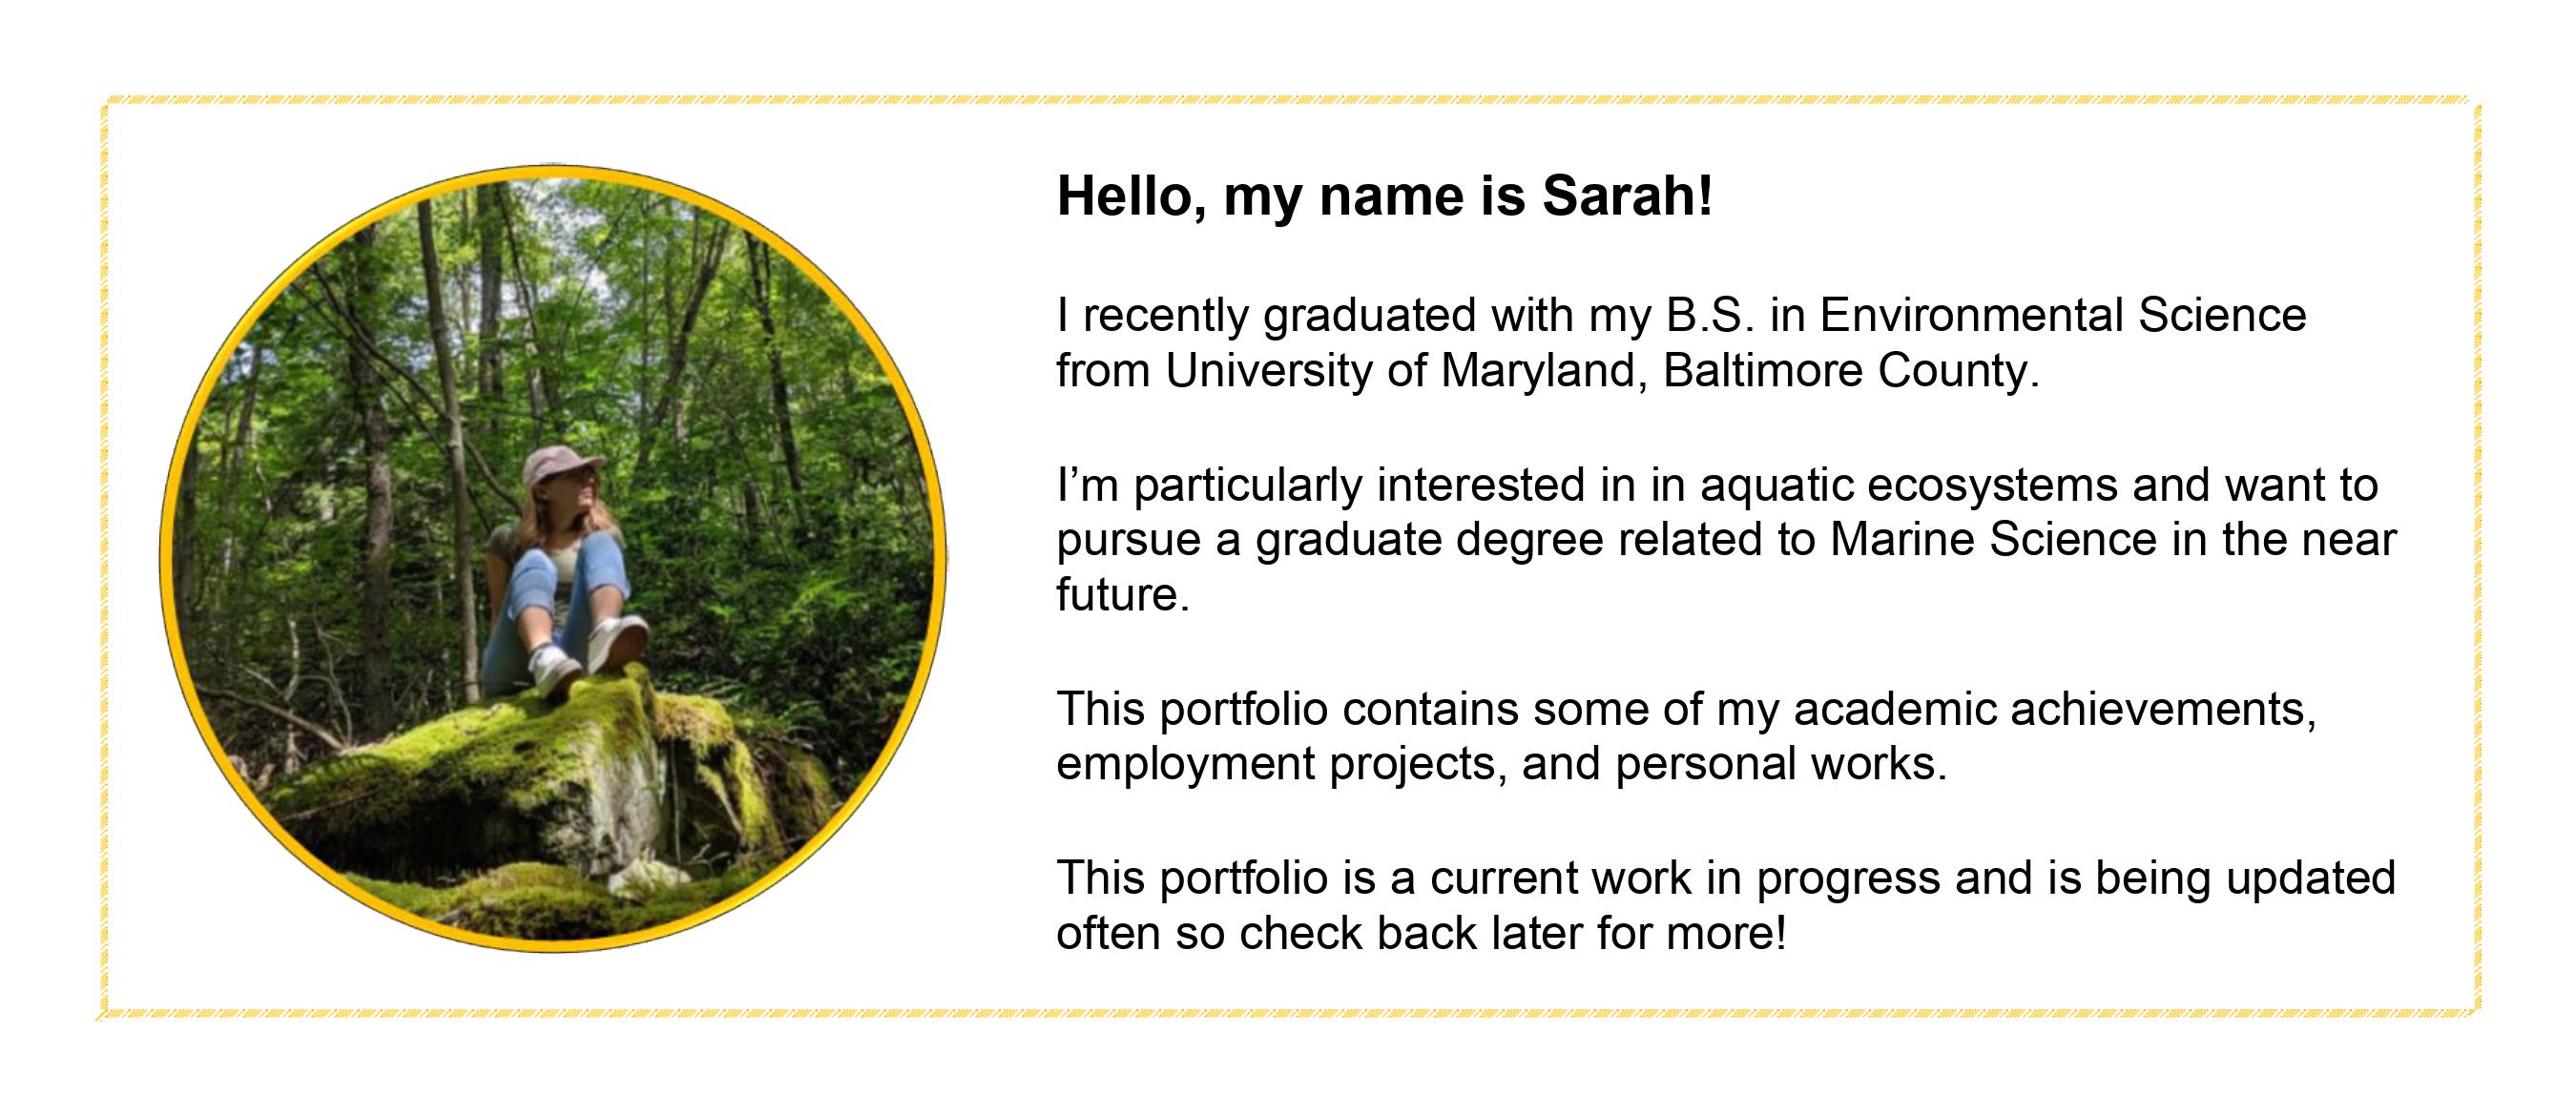 Hello, my name is Sarah!
I recently graduated with my B.S. in Environmental Science
from University of Maryland, Baltimore County.
I’m particularly interested in in aquatic ecosystems and want to
pursue a graduate degree related to Marine Science in the near
future.
This portfolio contains some of my academic achievements,
employment projects, and personal works.
This portfolio is a current work in progress and is being updated
often so check back later for more!